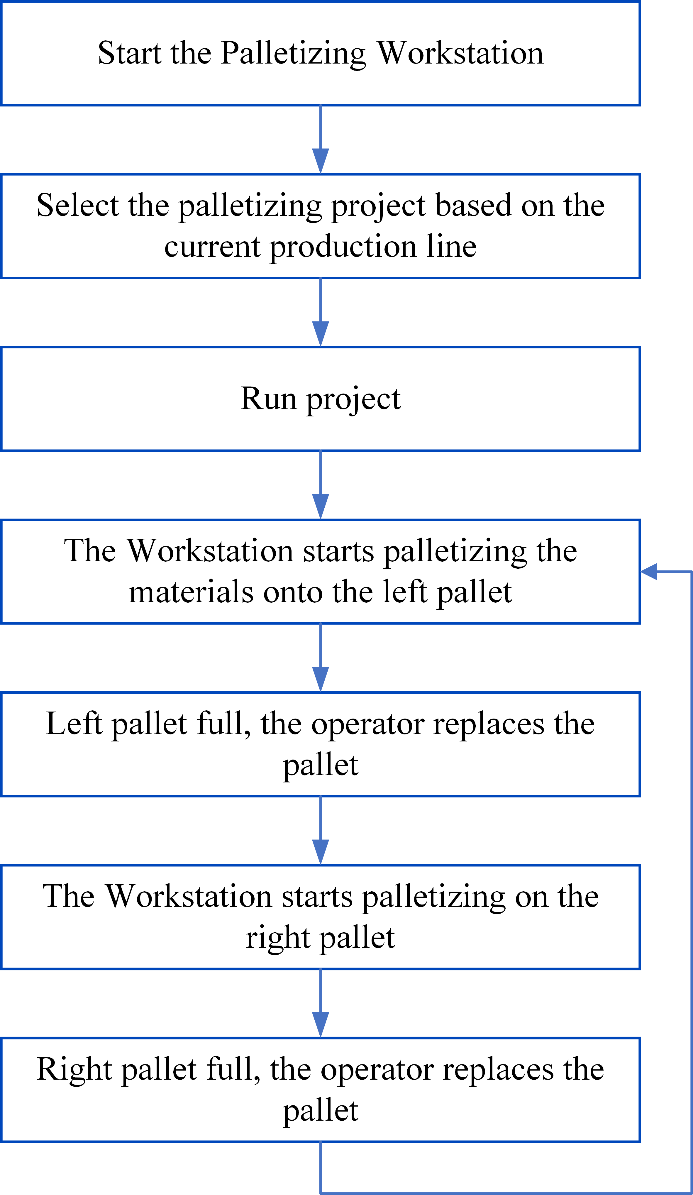 Start the Palletizing Workstation
Select the palletizing project based on the
current production line
Run project
The Workstation starts palletizing the
materials onto the left pallet
Left pallet full, the operator replaces the
pallet
The Workstation starts palletizing on the
right pallet
Right pallet full, the operator replaces the
pallet